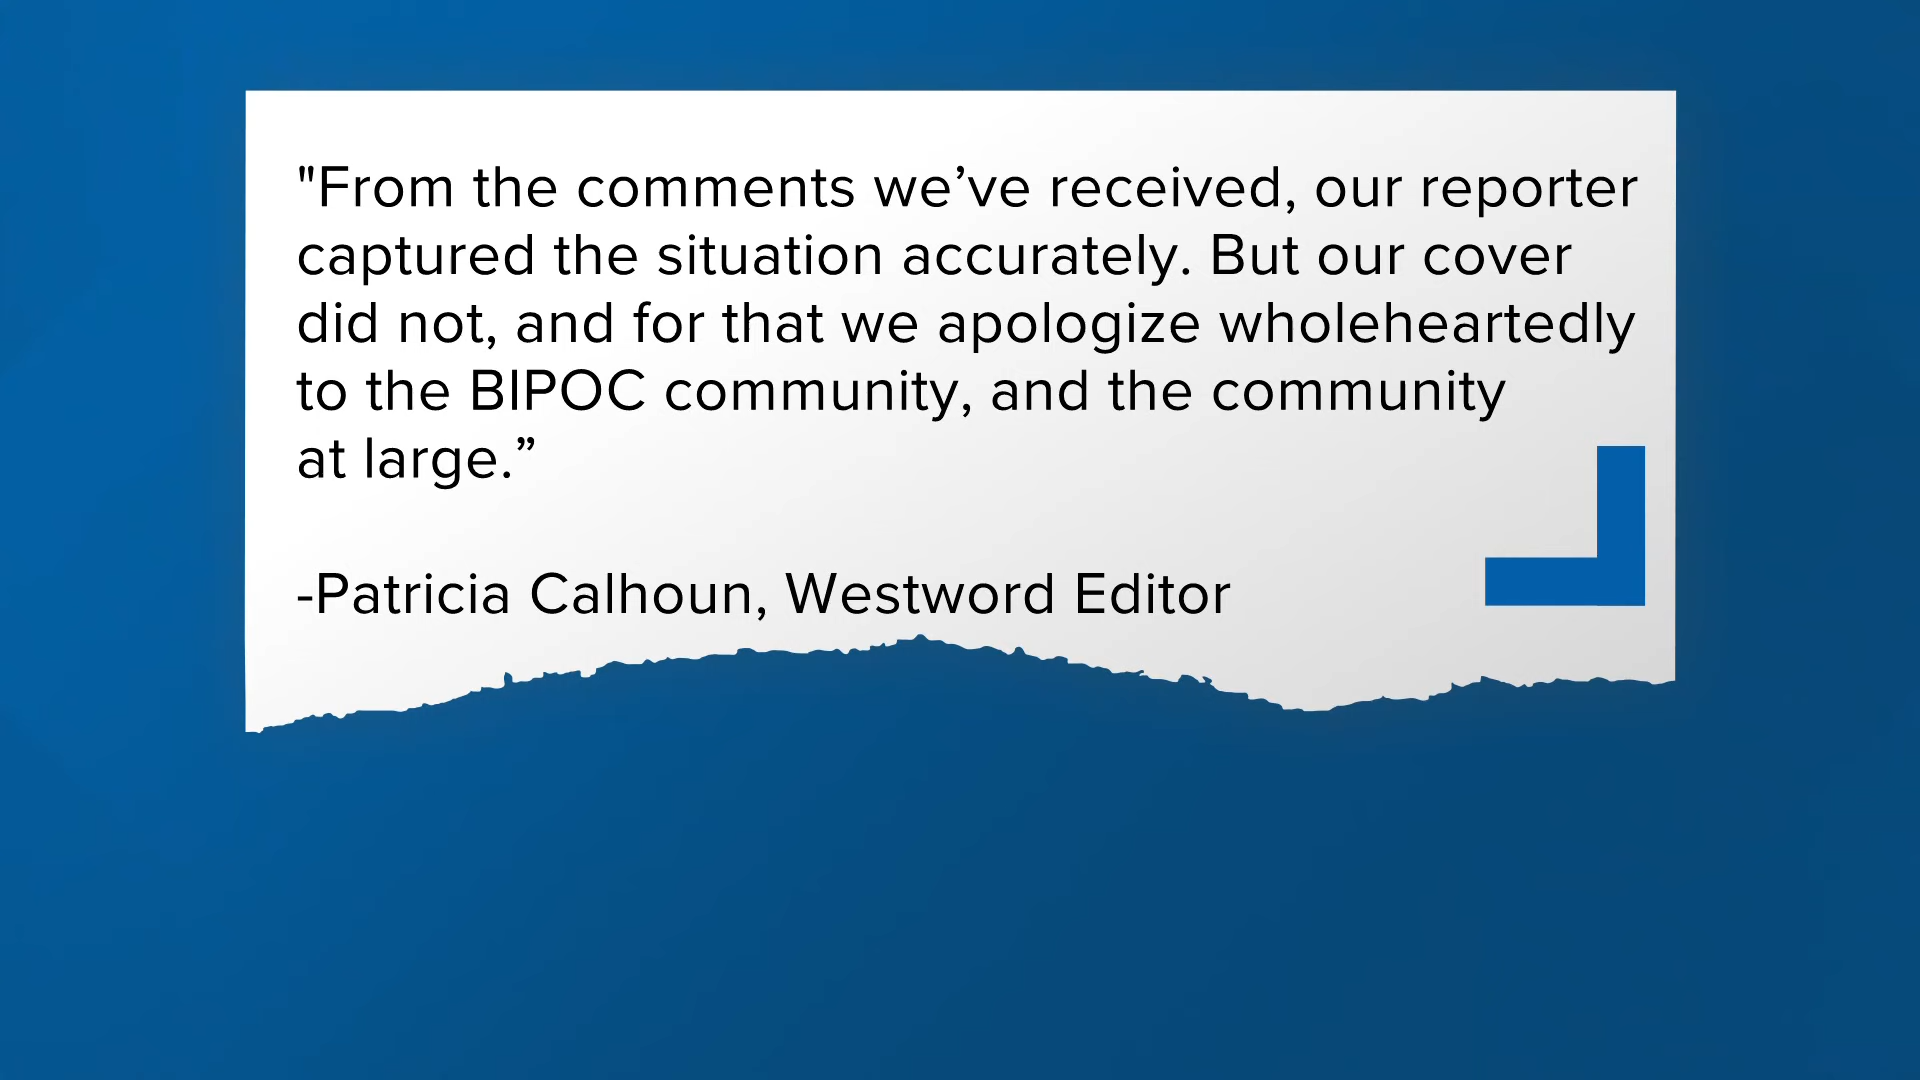 "From the comments we’ve received, our reporter
captured the situation accurately. But our cover
did not, and for that we apologize wholeheartedly
to the BIPOC community, and the community
at large.”
-Patricia Calhoun, Westword Editor